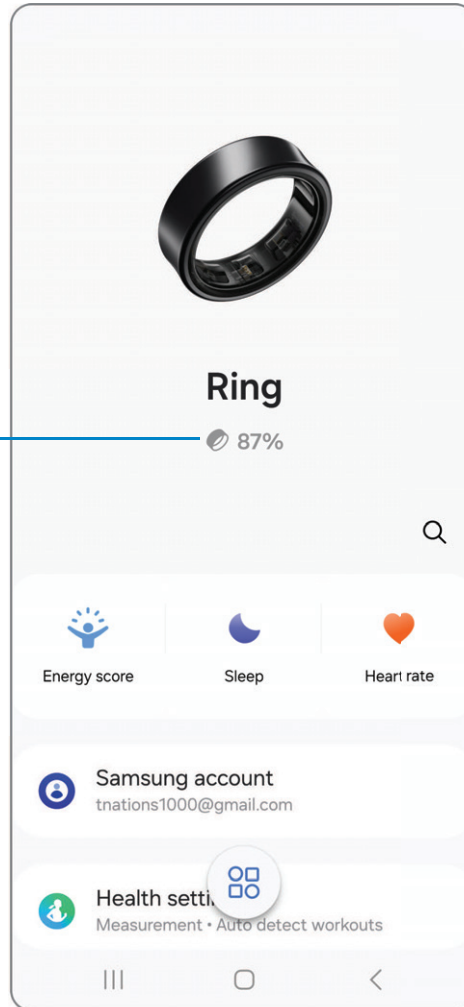 Ring
87%
Energy score
Sleep
Heart rate
Samsung account
tnations1000@gmail.com
Health setti
Measurement • Auto detect workouts